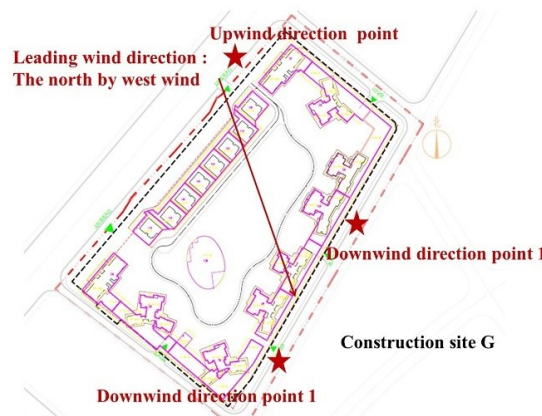 Upwind direction point
Leading wind direction :
The north by west wind
Downwind direction point 1
Construction site G
Downwind direction point 1